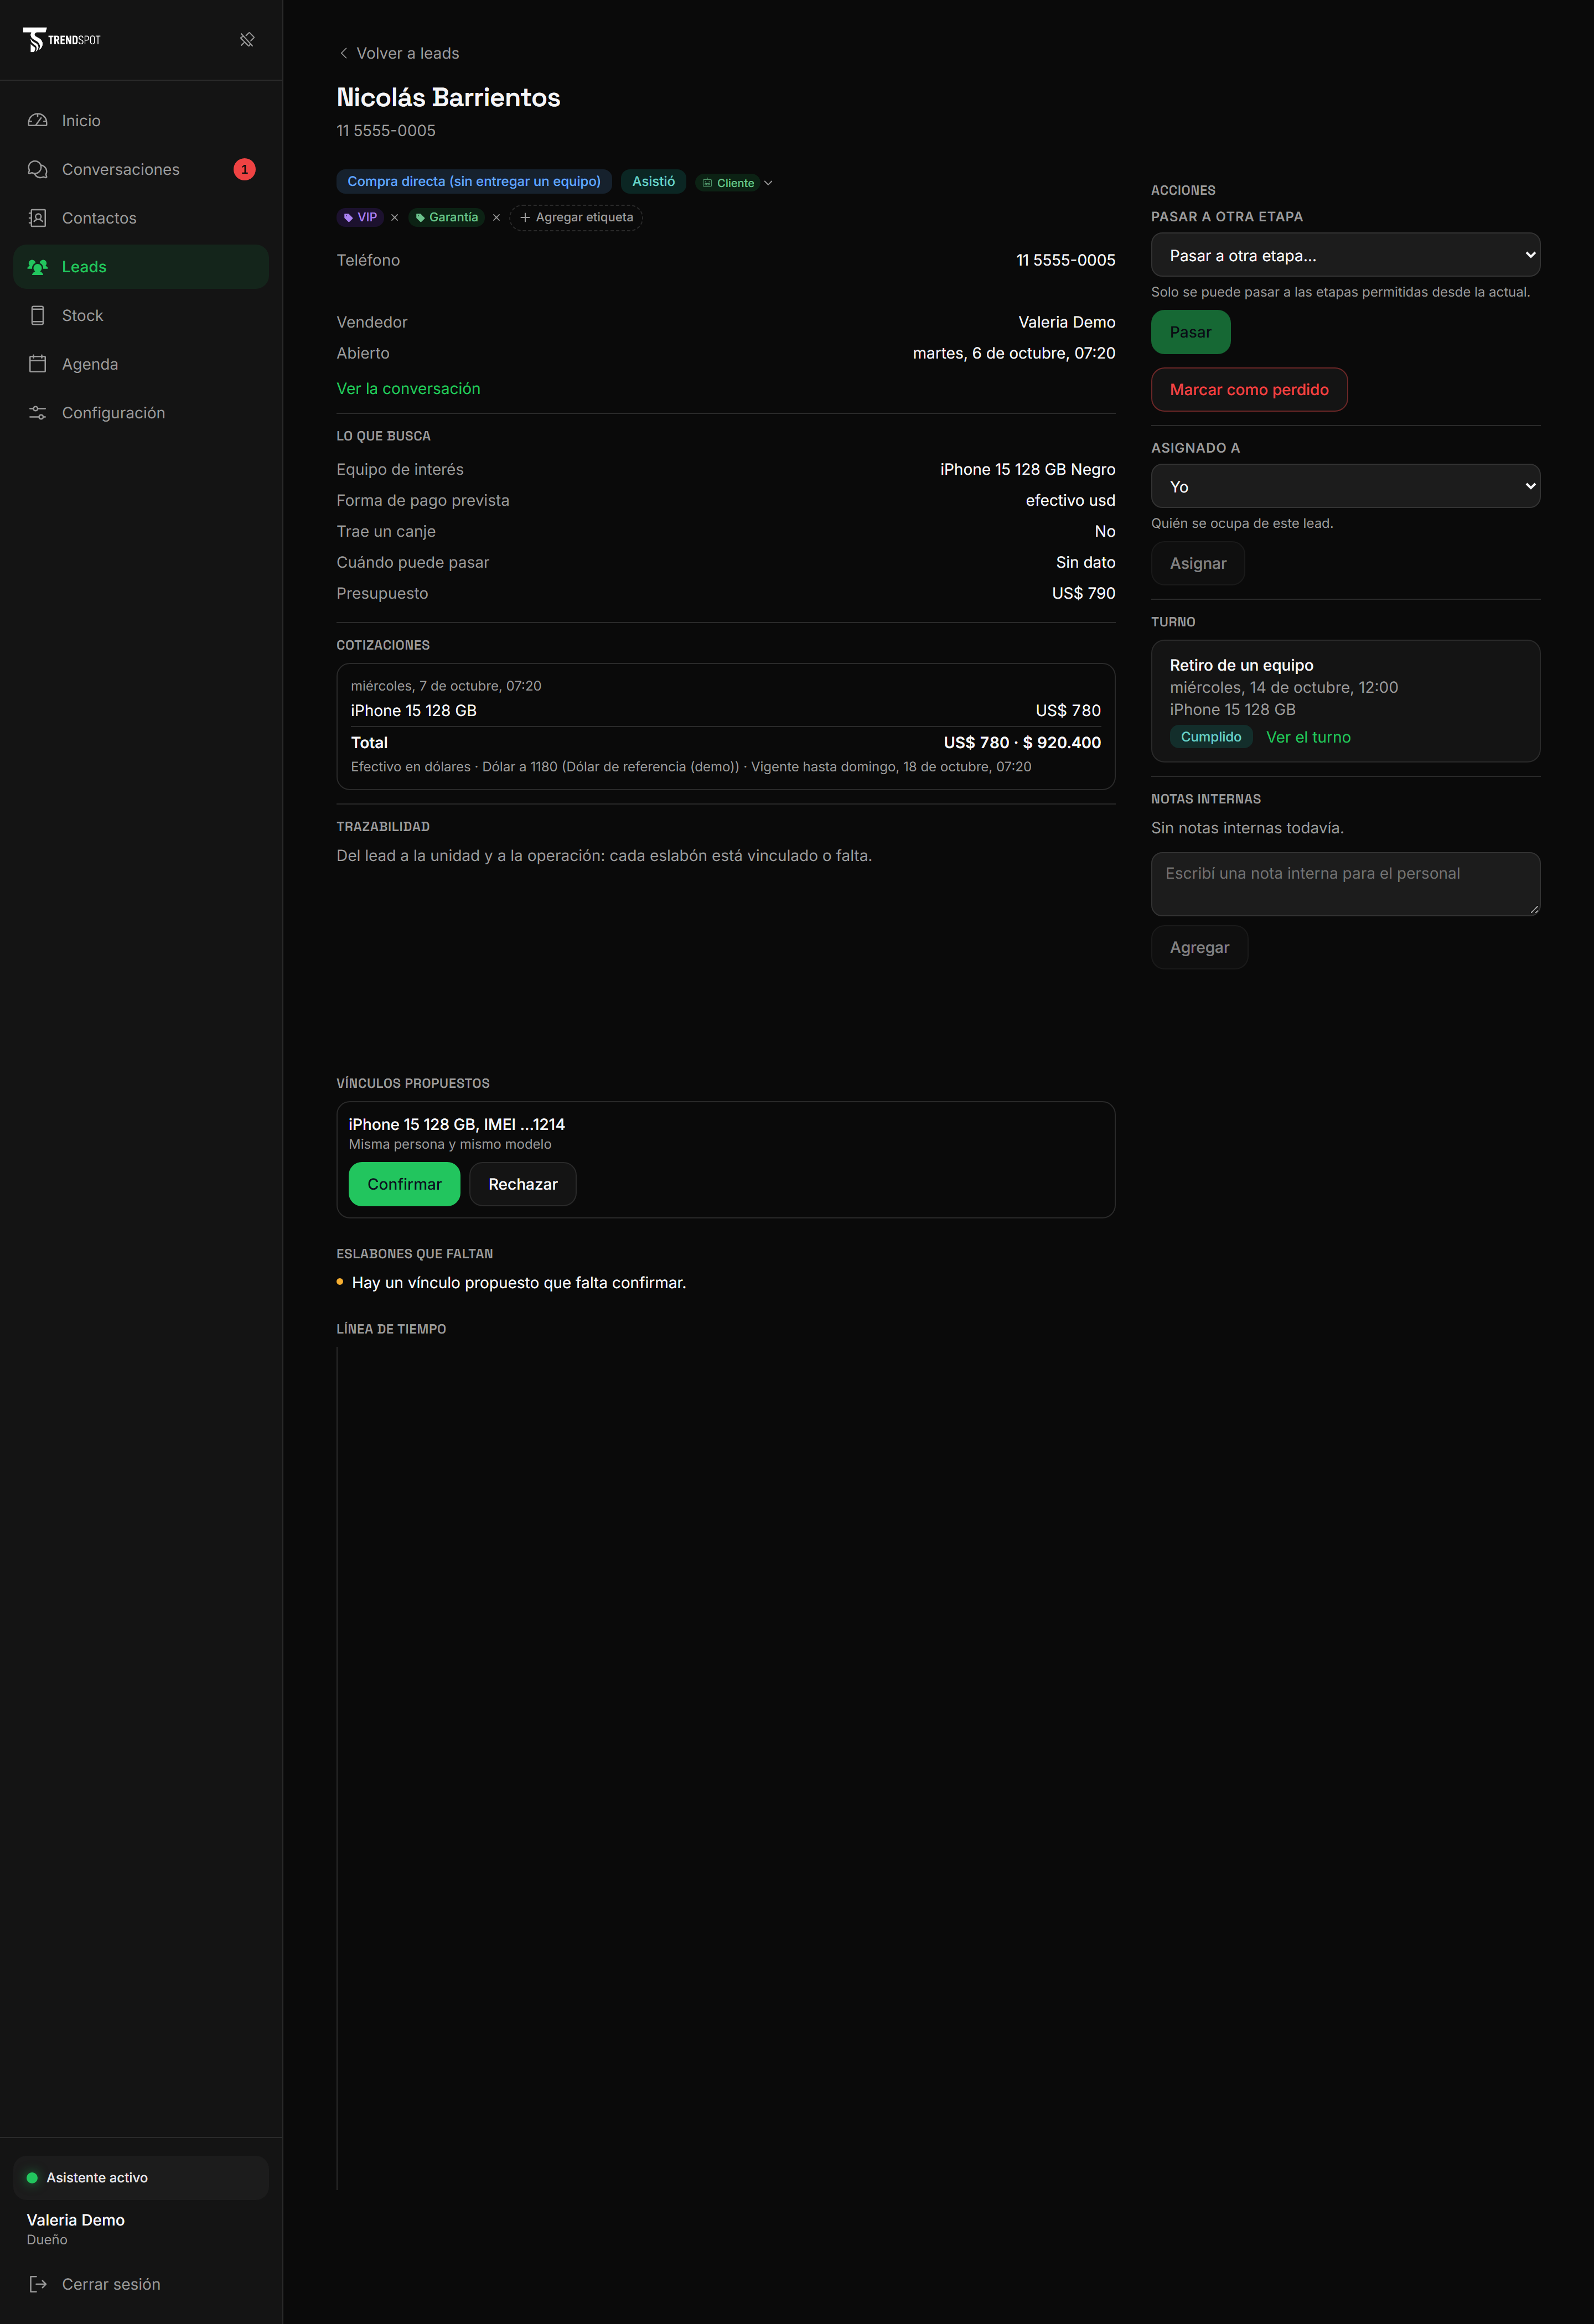 TRENDSPOT
Inicio
Conversaciones 1
Contactos
Leads
Stock
Agenda
Configuración
Asistente activo
Valeria Demo
Dueño
Cerrar sesión
Volver a leads
Nicolás Barrientos
11 5555-0005
Compra directa (sin entregar un equipo) Asistió Cliente
VIP × Garantía × + Agregar etiqueta
Teléfono 11 5555-0005
Vendedor Valeria Demo
Abierto martes, 6 de octubre, 07:20
Ver la conversación
LO QUE BUSCA
Equipo de interés iPhone 15 128 GB Negro
Forma de pago prevista efectivo usd
Trae un canje No
Cuándo puede pasar Sin dato
Presupuesto US$ 790
COTIZACIONES
miércoles, 7 de octubre, 07:20
iPhone 15 128 GB US$ 780
Total US$ 780 · $ 920.400
Efectivo en dólares · Dólar a 1180 (Dólar de referencia (demo)) · Vigente hasta domingo, 18 de octubre, 07:20
TRAZABILIDAD
Del lead a la unidad y a la operación: cada eslabón está vinculado o falta.
VÍNCULOS PROPUESTOS
iPhone 15 128 GB, IMEI …1214
Misma persona y mismo modelo
Confirmar Rechazar
ESLABONES QUE FALTAN
Hay un vínculo propuesto que falta confirmar.
LÍNEA DE TIEMPO
ACCIONES
PASAR A OTRA ETAPA
Pasar a otra etapa...
Solo se puede pasar a las etapas permitidas desde la actual.
Pasar
Marcar como perdido
ASIGNADO A
Yo
Quién se ocupa de este lead.
Asignar
TURNO
Retiro de un equipo
miércoles, 14 de octubre, 12:00
iPhone 15 128 GB
Cumplido Ver el turno
NOTAS INTERNAS
Sin notas internas todavía.
Escribí una nota interna para el personal
Agregar